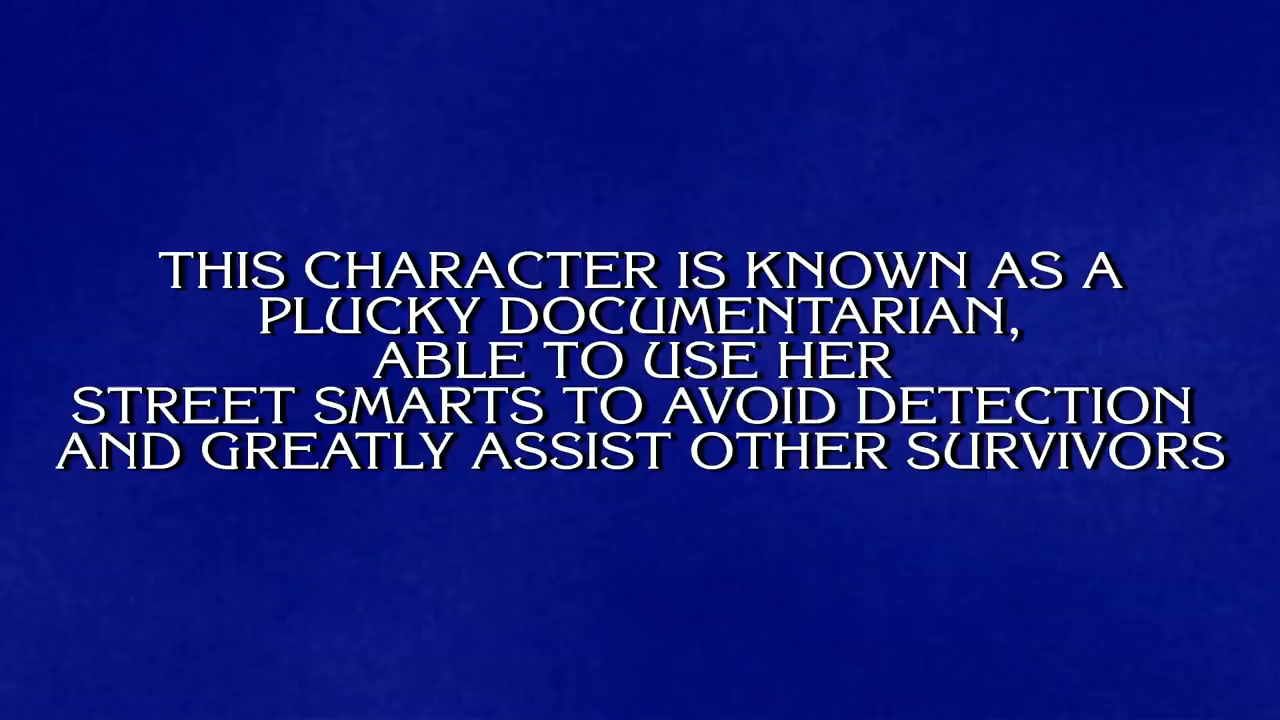 THIS CHARACTER IS KNOWN AS A
PLUCKY DOCUMENTARIAN,
ABLE TO USE HER
STREET SMARTS TO AVOID DETECTION
AND GREATLY ASSIST OTHER SURVIVORS